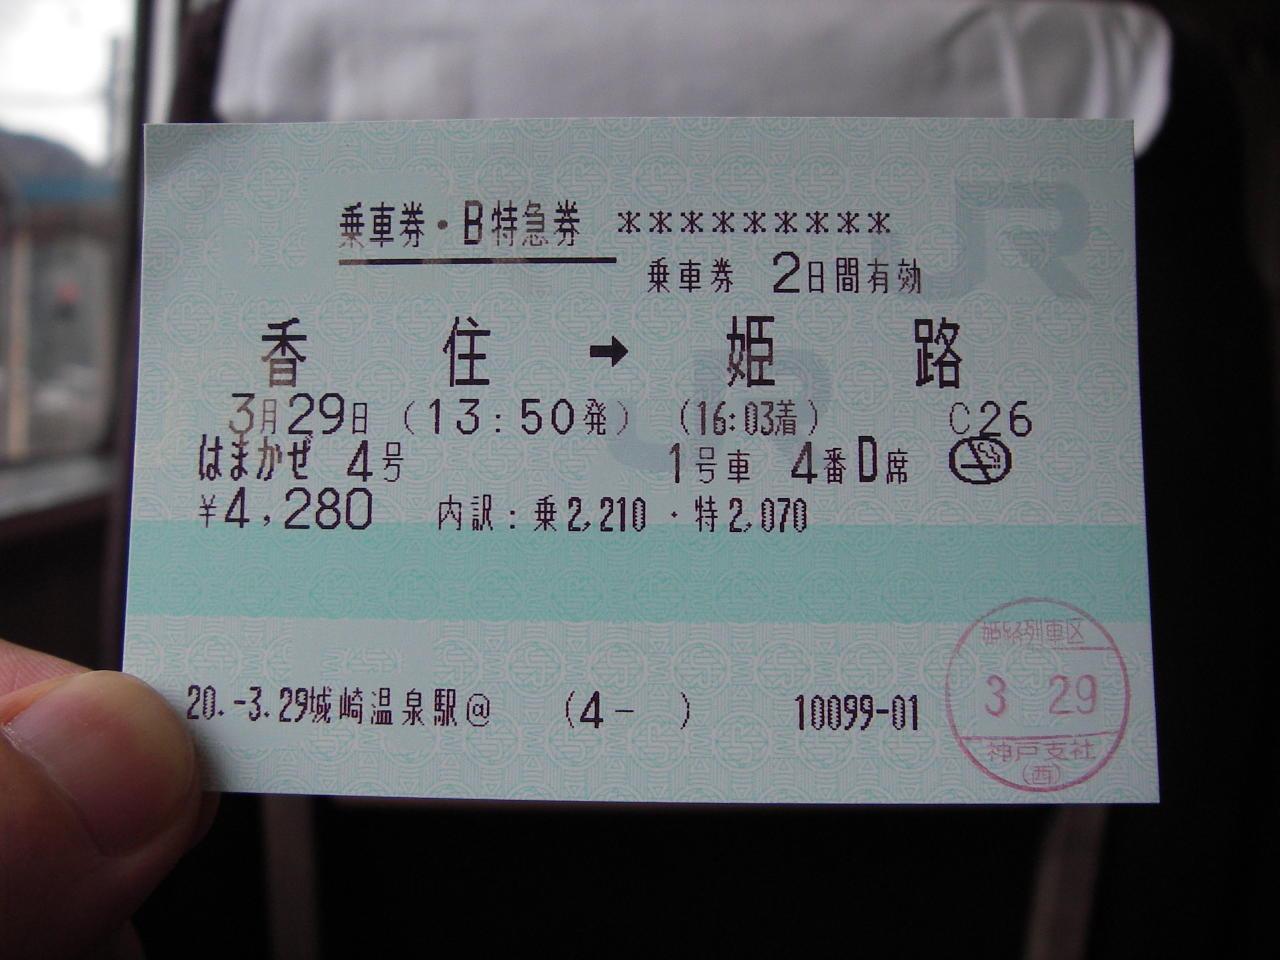 乗車券・B特急券 *********
乗車券 2日間有効
香住 → 姫路
3月29日 (13:50発) (16:03着) C26
はまかぜ 4号 1号車 4番D席
¥4,280 内訳:乗2,210・特2,070
20.-3.29城崎温泉駅@ (4- ) 10099-01
姫路列車区
3 29
神戸支社
(西)
JR
JR